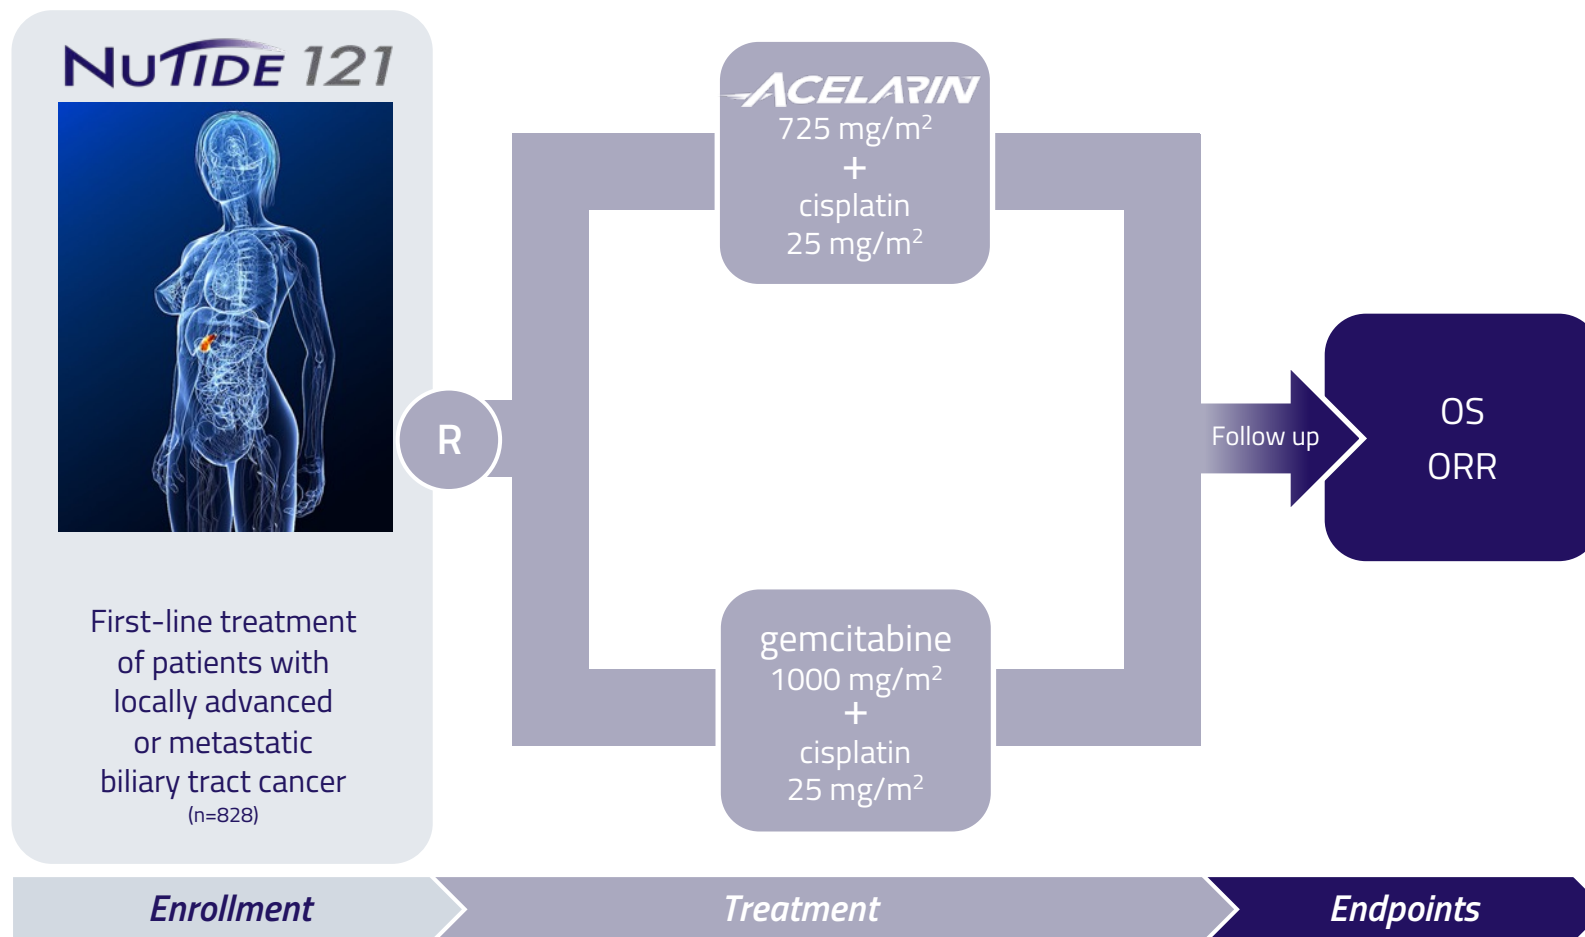 NUTIDE 121
First-line treatment
of patients with
locally advanced
or metastatic
biliary tract cancer
(n=828)
R
ACELARIN
725 mg/m²
+
cisplatin
25 mg/m²
gemcitabine
1000 mg/m²
+
cisplatin
25 mg/m²
Follow up
OS
ORR
Enrollment
Treatment
Endpoints